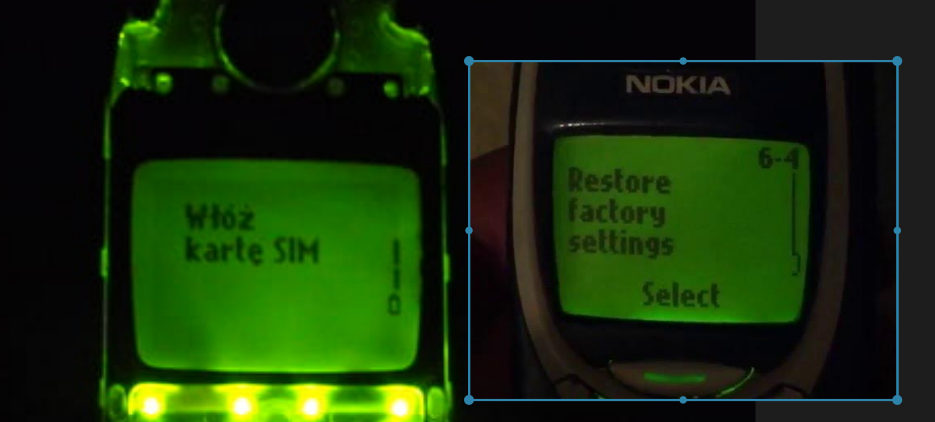 Włóż
kartę SIM
NOKIA
6-4
Restore
factory
settings
Select